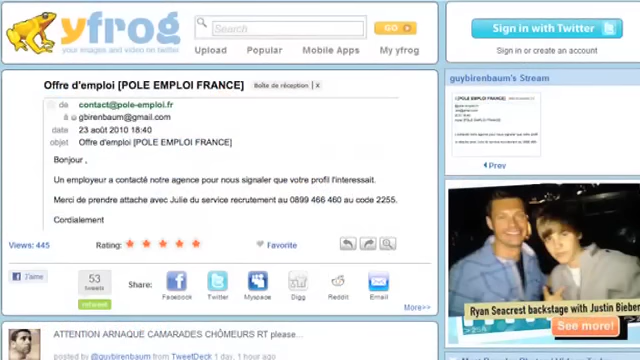 yfrog
your images and video on twitter
Search
GO
Upload Popular Mobile Apps My yfrog
Sign in with Twitter
Sign in or create an account
Offre d'emploi [POLE EMPLOI FRANCE] Boîte de réception | X
de contact@pole-emploi.fr
à gbirenbaum@gmail.com
date 23 août 2010 18:40
objet Offre d'emploi [POLE EMPLOI FRANCE]
Bonjour ,
Un employeur a contacté notre agence pour nous signaler que votre profil l'interessait.
Merci de prendre attache avec Julie du service recrutement au 0899 466 460 au code 2255.
Cordialement
Views: 445 Rating: Favorite
J'aime
53
tweets
retweet
Share:
Facebook Twitter Myspace Digg Reddit Email
More>>
ATTENTION ARNAQUE CAMARADES CHÔMEURS RT please...
posted by @guybirenbaum from TweetDeck 1 day, 1 hour ago
guybirenbaum's Stream
Prev
Ryan Seacrest backstage with Justin Bieber
See more!